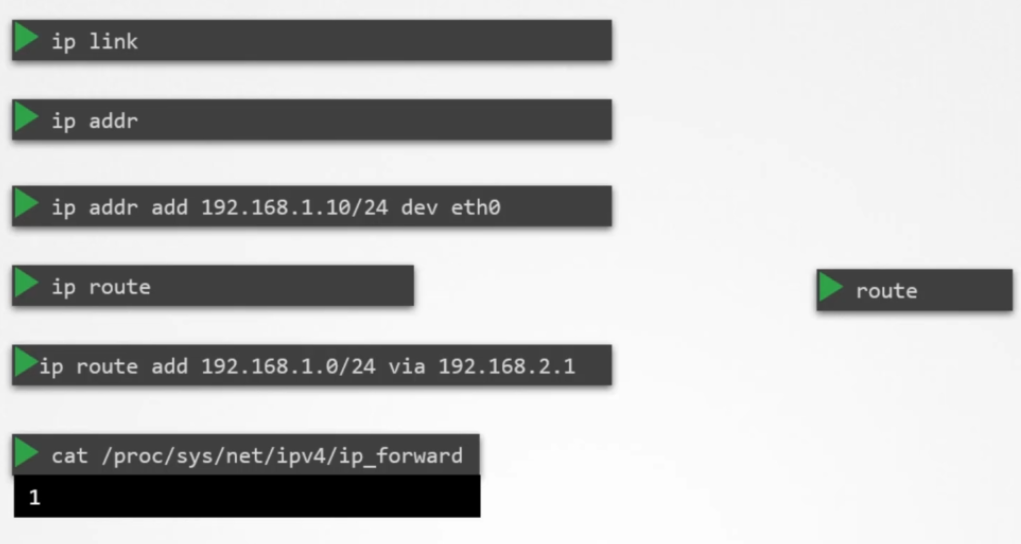 ip link
ip addr
ip addr add 192.168.1.10/24 dev eth0
ip route
route
ip route add 192.168.1.0/24 via 192.168.2.1
cat /proc/sys/net/ipv4/ip_forward
1